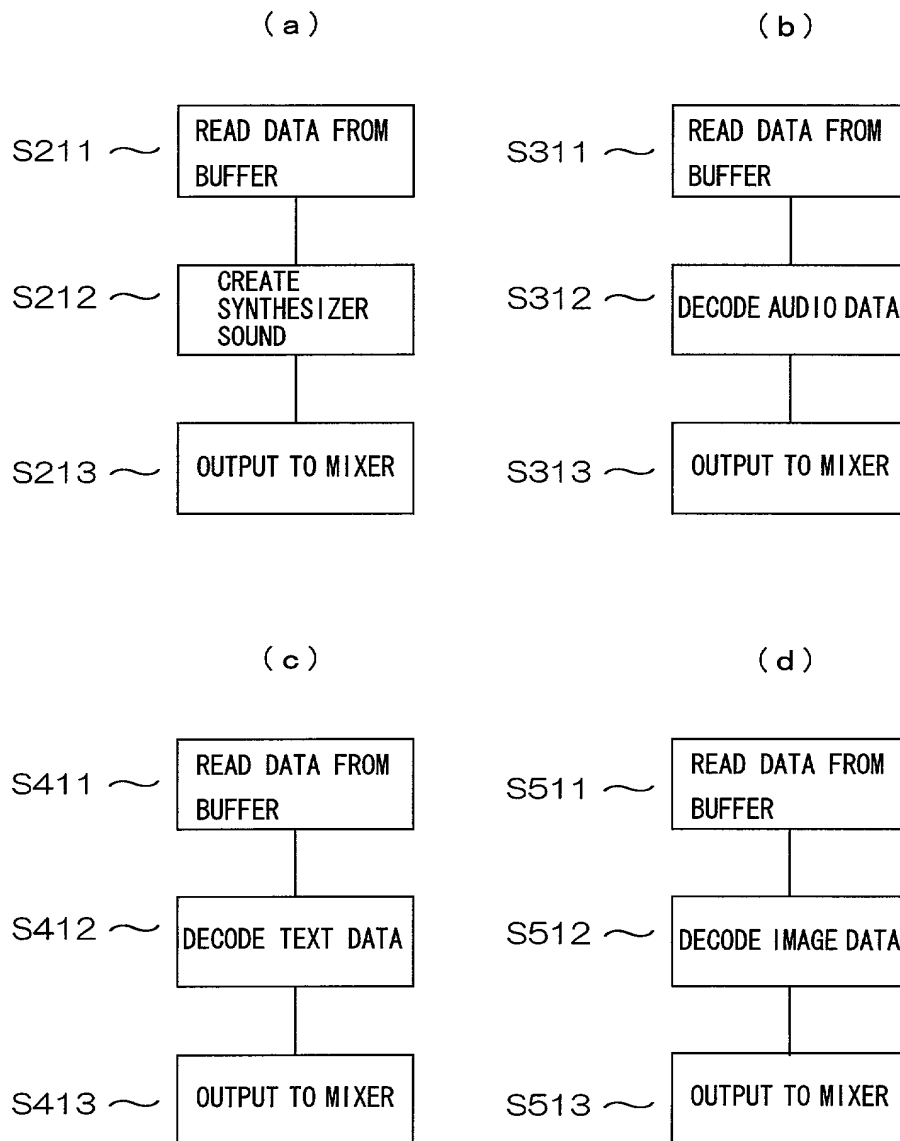 (a)
S211
READ DATA FROM
BUFFER
S212
CREATE
SYNTHESIZER
SOUND
S213
OUTPUT TO MIXER
(b)
S311
READ DATA FROM
BUFFER
S312
DECODE AUDIO DATA
S313
OUTPUT TO MIXER
(c)
S411
READ DATA FROM
BUFFER
S412
DECODE TEXT DATA
S413
OUTPUT TO MIXER
(d)
S511
READ DATA FROM
BUFFER
S512
DECODE IMAGE DATA
S513
OUTPUT TO MIXER